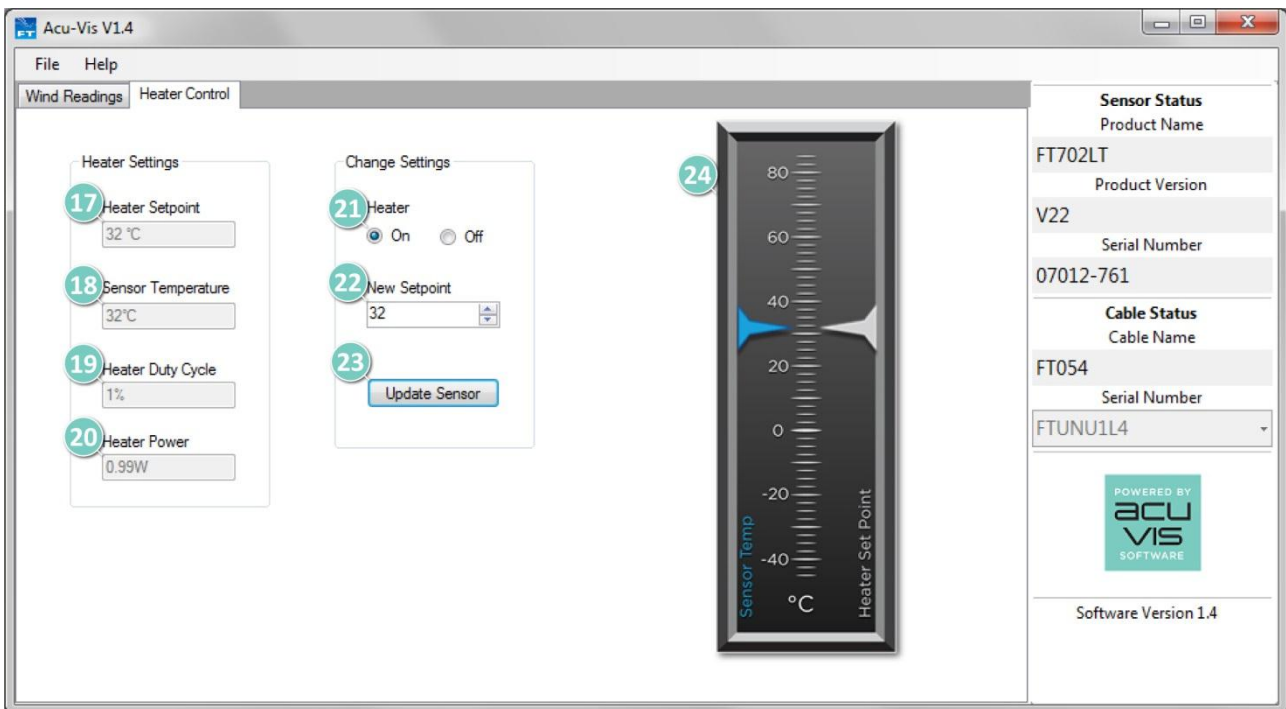 FT
Acu-Vis V1.4
File Help
Wind Readings Heater Control
Heater Settings
17 Heater Setpoint
32 °C
18 Sensor Temperature
32°C
19 Heater Duty Cycle
1%
20 Heater Power
0.99W
Change Settings
21 Heater
On Off
22 New Setpoint
32
23
Update Sensor
24
80
60
40
20
0
-20
-40
°C
Sensor Temp
Heater Set Point
Sensor Status
Product Name
FT702LT
Product Version
V22
Serial Number
07012-761
Cable Status
Cable Name
FT054
Serial Number
FTUNU1L4
POWERED BY
acu
VIS
SOFTWARE
Software Version 1.4